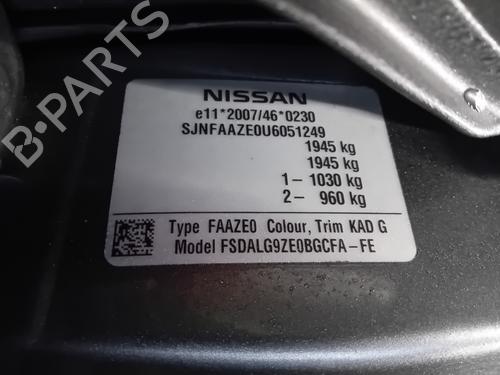 NISSAN
e11*2007/46*0230
SJNFAAZE0U6051249
1945 kg
1945 kg
1- 1030 kg
2- 960 kg
Type FAAZE0 Colour, Trim KAD G
Model FSDALG9ZE0BGCFA-FE
B-PARTS